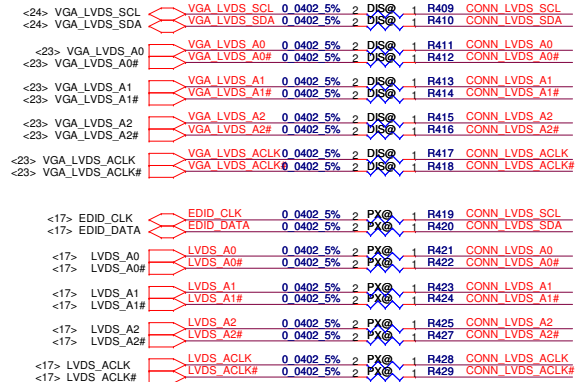 <24> VGA_LVDS_SCL VGA_LVDS_SCL 0_0402_5% 2 DIS@ 1 R409 CONN_LVDS_SCL
<24> VGA_LVDS_SDA VGA_LVDS_SDA 0_0402_5% 2 DIS@ 1 R410 CONN_LVDS_SDA
<23> VGA_LVDS_A0 VGA_LVDS_A0 0_0402_5% 2 DIS@ 1 R411 CONN_LVDS_A0
<23> VGA_LVDS_A0# VGA_LVDS_A0# 0_0402_5% 2 DIS@ 1 R412 CONN_LVDS_A0#
<23> VGA_LVDS_A1 VGA_LVDS_A1 0_0402_5% 2 DIS@ 1 R413 CONN_LVDS_A1
<23> VGA_LVDS_A1# VGA_LVDS_A1# 0_0402_5% 2 DIS@ 1 R414 CONN_LVDS_A1#
<23> VGA_LVDS_A2 VGA_LVDS_A2 0_0402_5% 2 DIS@ 1 R415 CONN_LVDS_A2
<23> VGA_LVDS_A2# VGA_LVDS_A2# 0_0402_5% 2 DIS@ 1 R416 CONN_LVDS_A2#
<23> VGA_LVDS_ACLK VGA_LVDS_ACLK 0_0402_5% 2 DIS@ 1 R417 CONN_LVDS_ACLK
<23> VGA_LVDS_ACLK# VGA_LVDS_ACLK# 0_0402_5% 2 DIS@ 1 R418 CONN_LVDS_ACLK#
<17> EDID_CLK EDID_CLK 0_0402_5% 2 PX@ 1 R419 CONN_LVDS_SCL
<17> EDID_DATA EDID_DATA 0_0402_5% 2 PX@ 1 R420 CONN_LVDS_SDA
<17> LVDS_A0 LVDS_A0 0_0402_5% 2 PX@ 1 R421 CONN_LVDS_A0
<17> LVDS_A0# LVDS_A0# 0_0402_5% 2 PX@ 1 R422 CONN_LVDS_A0#
<17> LVDS_A1 LVDS_A1 0_0402_5% 2 PX@ 1 R423 CONN_LVDS_A1
<17> LVDS_A1# LVDS_A1# 0_0402_5% 2 PX@ 1 R424 CONN_LVDS_A1#
<17> LVDS_A2 LVDS_A2 0_0402_5% 2 PX@ 1 R425 CONN_LVDS_A2
<17> LVDS_A2# LVDS_A2# 0_0402_5% 2 PX@ 1 R427 CONN_LVDS_A2#
<17> LVDS_ACLK LVDS_ACLK 0_0402_5% 2 PX@ 1 R428 CONN_LVDS_ACLK
<17> LVDS_ACLK# LVDS_ACLK# 0_0402_5% 2 PX@ 1 R429 CONN_LVDS_ACLK#